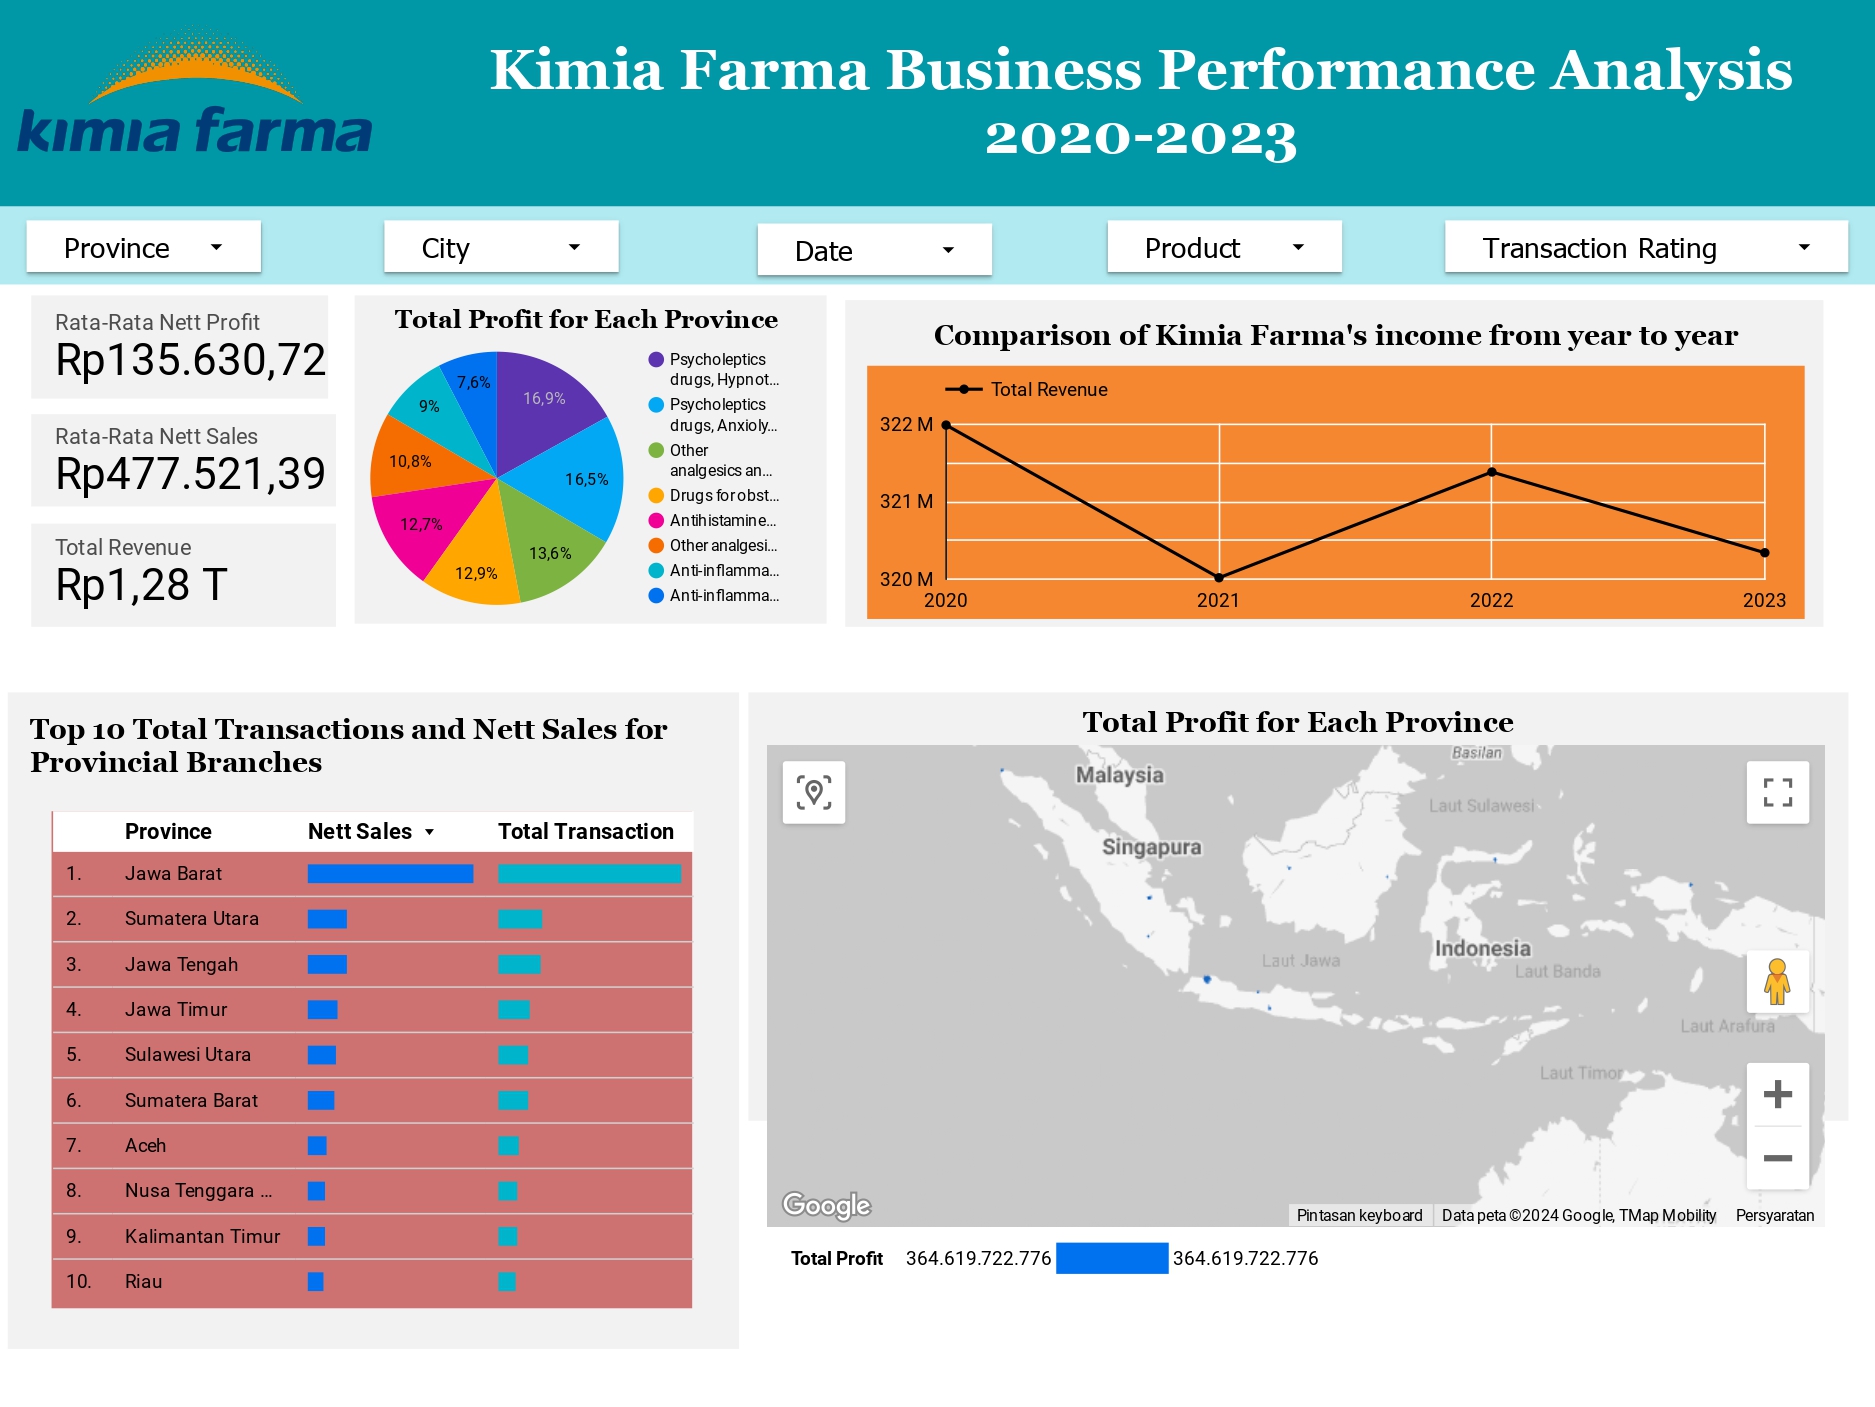 kimia farma
Kimia Farma Business Performance Analysis
2020-2023
Province
City
Date
Product
Transaction Rating
Rata-Rata Nett Profit
Rp135.630,72
Rata-Rata Nett Sales
Rp477.521,39
Total Revenue
Rp1,28 T
Total Profit for Each Province
16,9%
16,5%
13,6%
12,9%
12,7%
10,8%
9%
7,6%
Psycholeptics
drugs, Hypnot...
Psycholeptics
drugs, Anxioly...
Other
analgesics an...
Drugs for obst...
Antihistamine...
Other analgesi...
Anti-inflamma...
Anti-inflamma...
Comparison of Kimia Farma's income from year to year
Total Revenue
322 M
321 M
320 M
2020
2021
2022
2023
Top 10 Total Transactions and Nett Sales for
Provincial Branches
Province Nett Sales Total Transaction
1. Jawa Barat
2. Sumatera Utara
3. Jawa Tengah
4. Jawa Timur
5. Sulawesi Utara
6. Sumatera Barat
7. Aceh
8. Nusa Tenggara ...
9. Kalimantan Timur
10. Riau
Total Profit for Each Province
Basilan
Malaysia
Laut Sulawesi
Singapura
Indonesia
Laut Jawa
Laut Banda
Laut Arafura
Laut Timor
Google
Pintasan keyboard
Data peta ©2024 Google, TMap Mobility
Persyaratan
Total Profit 364.619.722.776 364.619.722.776